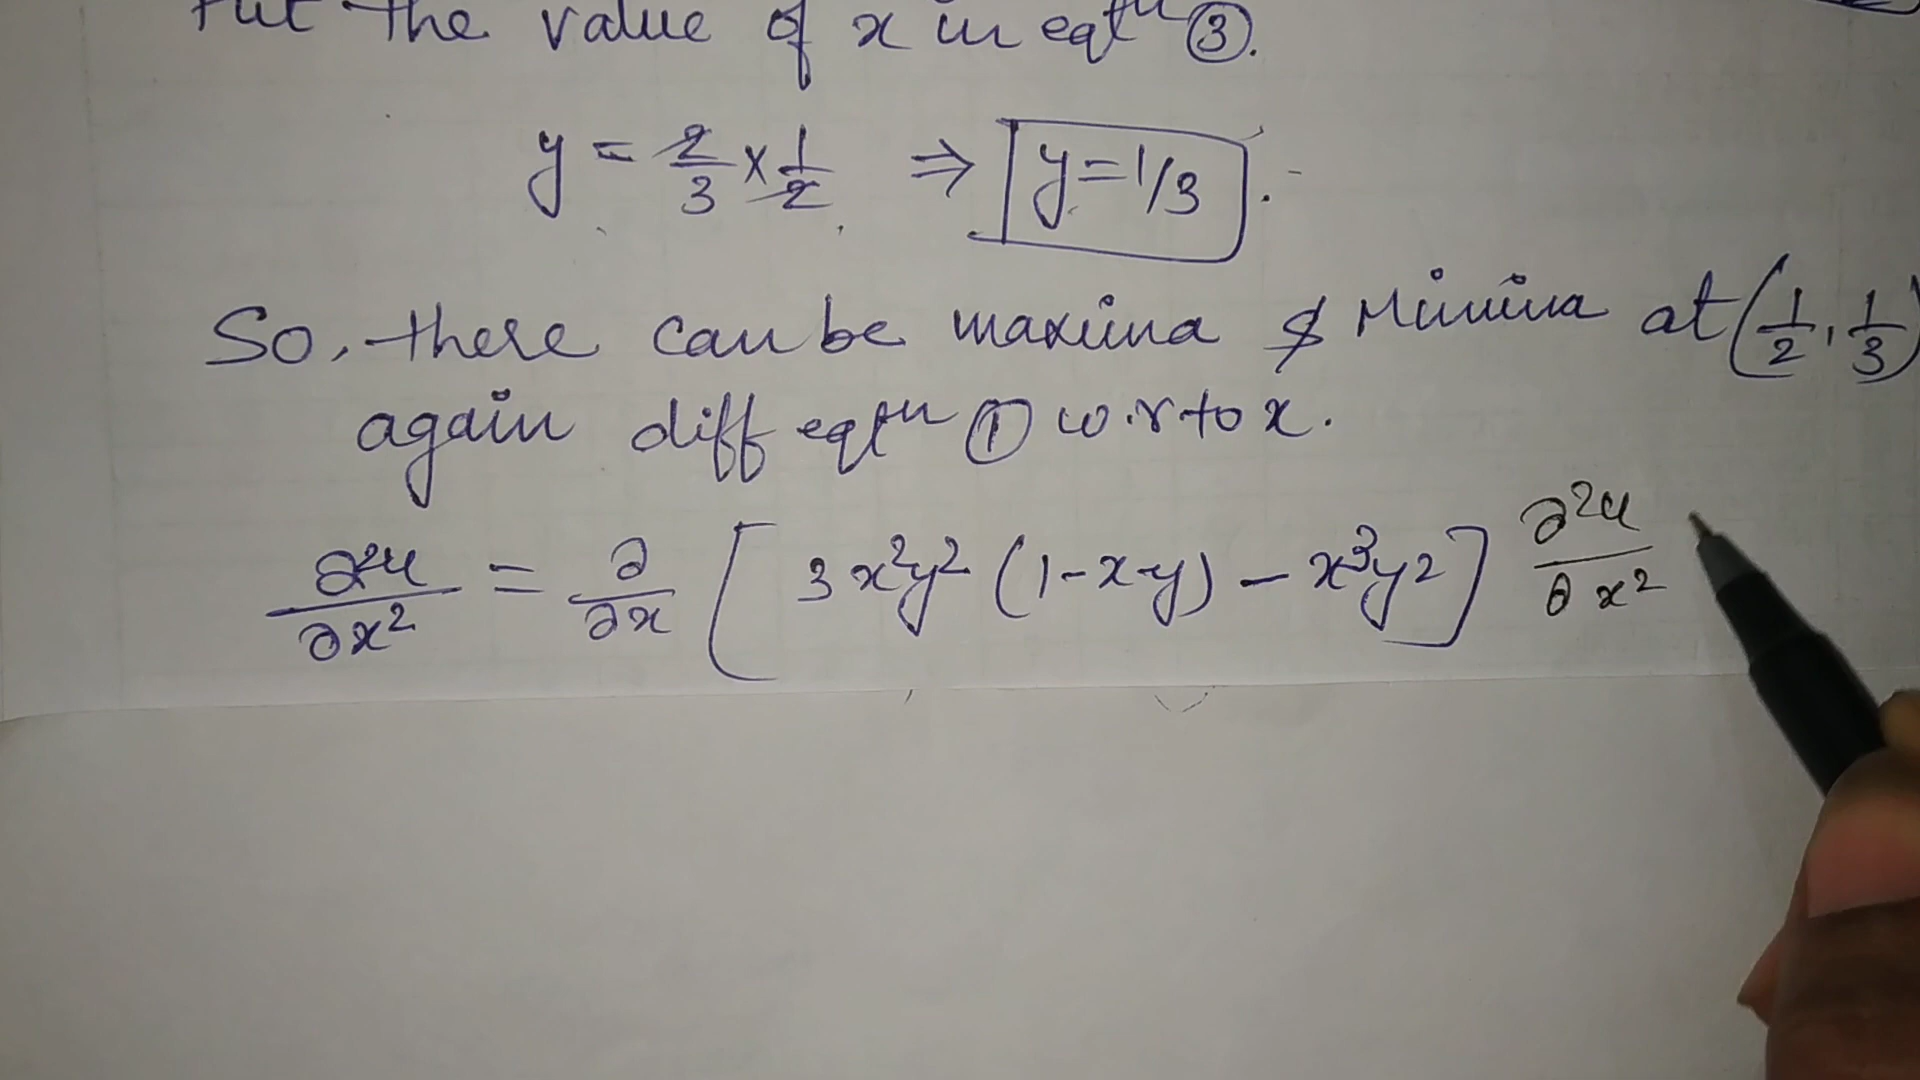 Put the value of x in eqtⁿ ③.
y = 2/3 × 1/2 ⇒ y = 1/3.
So, there can be maxima & Minima at (1/2, 1/3)
again diff eqtⁿ ① w.r to x.
∂²u/∂x² = ∂/∂x [ 3x²y² (1-x-y) - x³y² ] ∂²u/∂x²